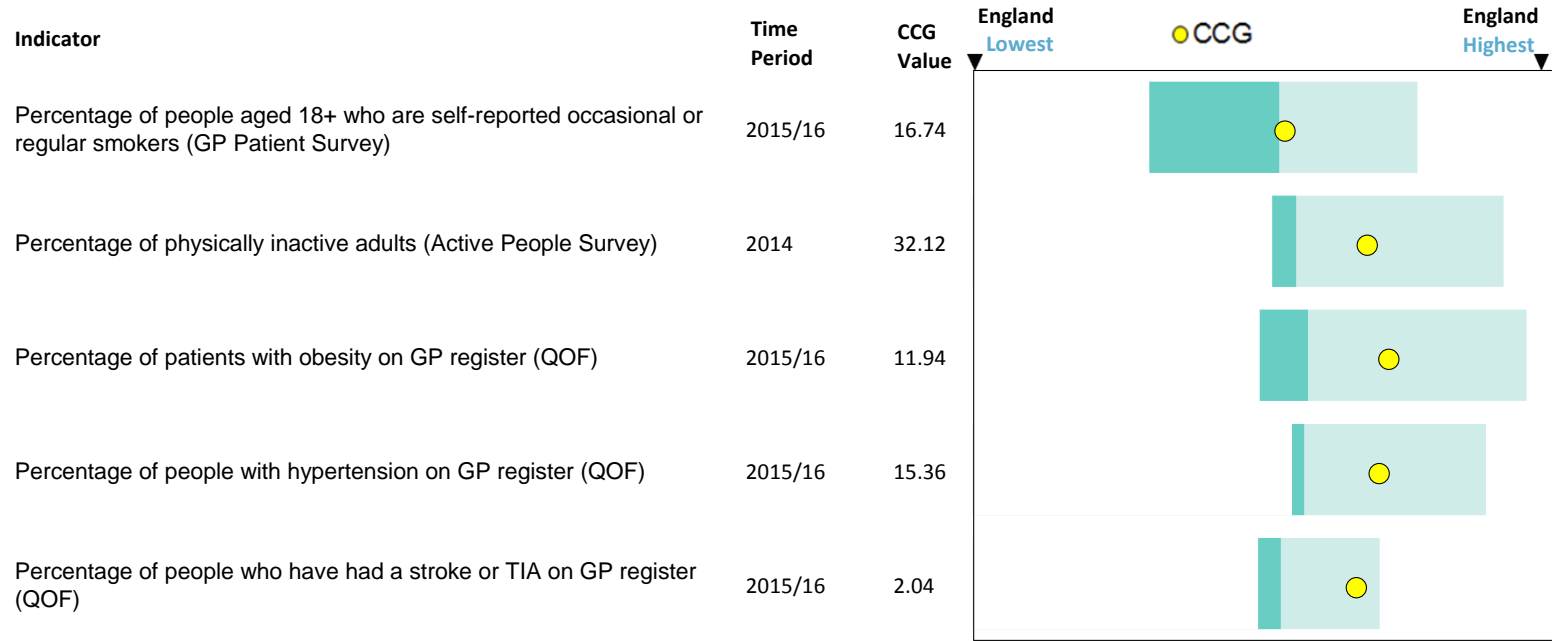 Indicator
Time
Period
CCG
Value
England
Lowest
CCG
England
Highest
Percentage of people aged 18+ who are self-reported occasional or
regular smokers (GP Patient Survey)
2015/16
16.74
Percentage of physically inactive adults (Active People Survey)
2014
32.12
Percentage of patients with obesity on GP register (QOF)
2015/16
11.94
Percentage of people with hypertension on GP register (QOF)
2015/16
15.36
Percentage of people who have had a stroke or TIA on GP register
(QOF)
2015/16
2.04